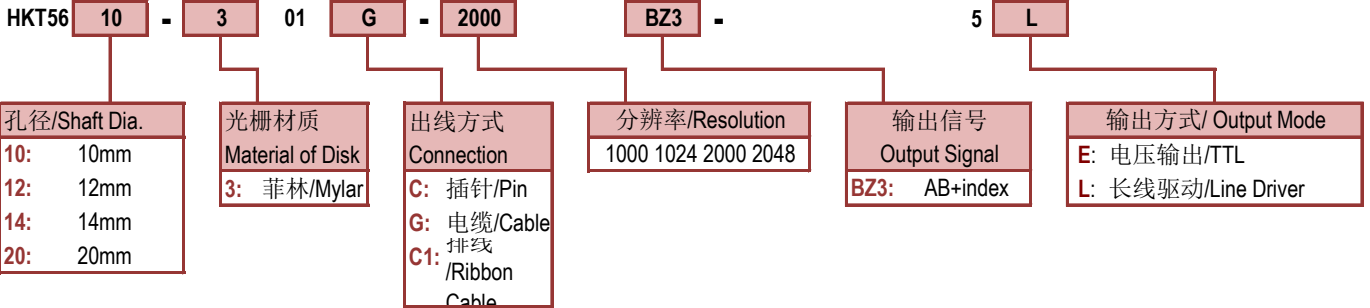 HKT56 10 - 3 01 G - 2000 BZ3 - 5 L
孔径/Shaft Dia.
10: 10mm
12: 12mm
14: 14mm
20: 20mm
光栅材质
Material of Disk
3: 菲林/Mylar
出线方式
Connection
C: 插针/Pin
G: 电缆/Cable
C1: 排线
/Ribbon
Cable
分辨率/Resolution
1000 1024 2000 2048
输出信号
Output Signal
BZ3: AB+index
输出方式/ Output Mode
E: 电压输出/TTL
L: 长线驱动/Line Driver